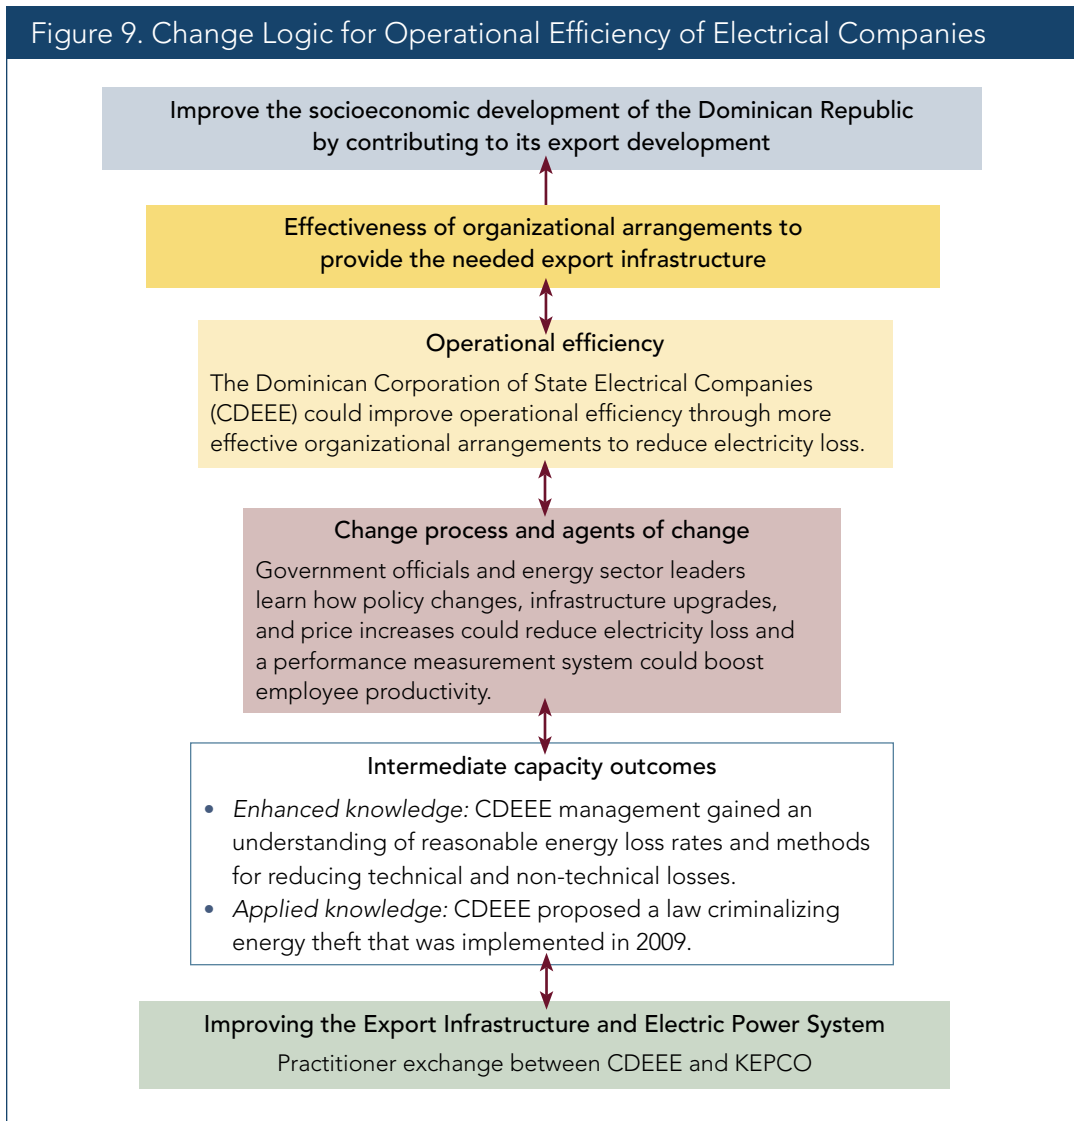 Figure 9. Change Logic for Operational Efficiency of Electrical Companies
Improve the socioeconomic development of the Dominican Republic
by contributing to its export development
Effectiveness of organizational arrangements to
provide the needed export infrastructure
Operational efficiency
The Dominican Corporation of State Electrical Companies
(CDEEE) could improve operational efficiency through more
effective organizational arrangements to reduce electricity loss.
Change process and agents of change
Government officials and energy sector leaders
learn how policy changes, infrastructure upgrades,
and price increases could reduce electricity loss and
a performance measurement system could boost
employee productivity.
Intermediate capacity outcomes
• Enhanced knowledge: CDEEE management gained an
understanding of reasonable energy loss rates and methods
for reducing technical and non-technical losses.
• Applied knowledge: CDEEE proposed a law criminalizing
energy theft that was implemented in 2009.
Improving the Export Infrastructure and Electric Power System
Practitioner exchange between CDEEE and KEPCO